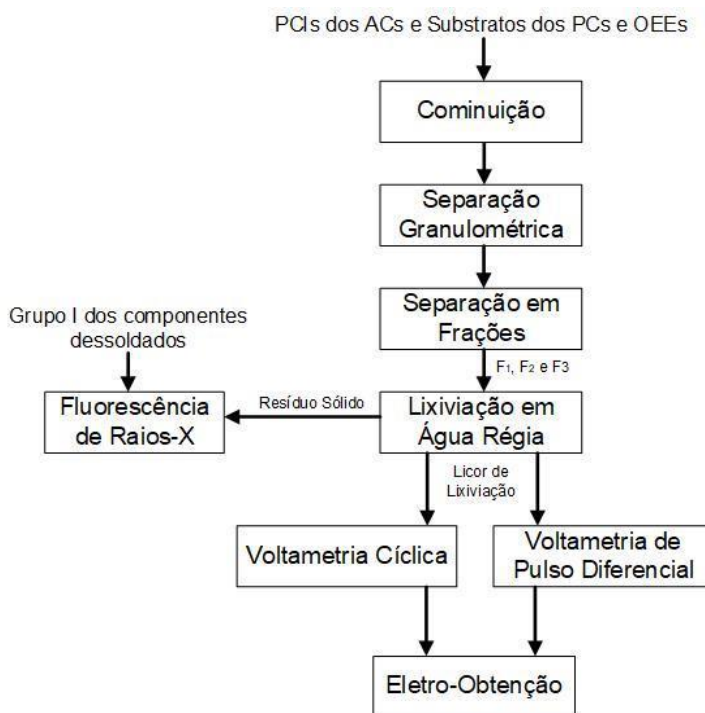 PCIs dos ACs e Substratos dos PCs e OEEs
Cominuição
Separação
Granulométrica
Separação em
Frações
Grupo I dos componentes
dessoldados
F1, F2 e F3
Fluorescência
de Raios-X
Resíduo Sólido
Lixiviação em
Água Régia
Licor de
Lixiviação
Voltametria Cíclica
Voltametria de
Pulso Diferencial
Eletro-Obtenção